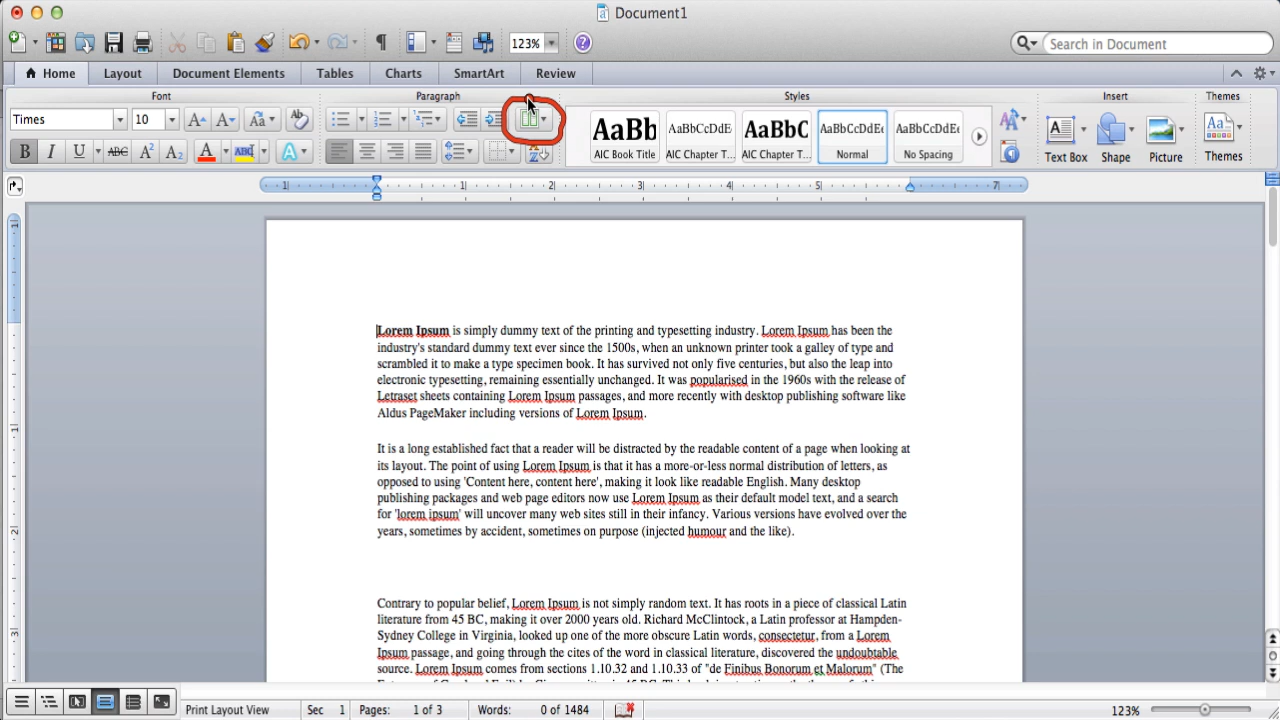 Document1
123%
Search in Document
Home Layout Document Elements Tables Charts SmartArt Review
Font Paragraph Styles Insert Themes
Times 10 Aa
AaBb AaBbCcDdE AaBbC AaBbCcDdE AaBbCcDdE
AIC Book Title AIC Chapter T... AIC Chapter T... Normal No Spacing
Text Box Shape Picture Themes
B I U ABC A² A₂ A ABC A
1 1 2 3 4 5 7
Lorem Ipsum is simply dummy text of the printing and typesetting industry. Lorem Ipsum has been the
industry's standard dummy text ever since the 1500s, when an unknown printer took a galley of type and
scrambled it to make a type specimen book. It has survived not only five centuries, but also the leap into
electronic typesetting, remaining essentially unchanged. It was popularised in the 1960s with the release of
Letraset sheets containing Lorem Ipsum passages, and more recently with desktop publishing software like
Aldus PageMaker including versions of Lorem Ipsum.
It is a long established fact that a reader will be distracted by the readable content of a page when looking at
its layout. The point of using Lorem Ipsum is that it has a more-or-less normal distribution of letters, as
opposed to using 'Content here, content here', making it look like readable English. Many desktop
publishing packages and web page editors now use Lorem Ipsum as their default model text, and a search
for 'lorem ipsum' will uncover many web sites still in their infancy. Various versions have evolved over the
years, sometimes by accident, sometimes on purpose (injected humour and the like).
Contrary to popular belief, Lorem Ipsum is not simply random text. It has roots in a piece of classical Latin
literature from 45 BC, making it over 2000 years old. Richard McClintock, a Latin professor at Hampden-
Sydney College in Virginia, looked up one of the more obscure Latin words, consectetur, from a Lorem
Ipsum passage, and going through the cites of the word in classical literature, discovered the undoubtable
source. Lorem Ipsum comes from sections 1.10.32 and 1.10.33 of "de Finibus Bonorum et Malorum" (The
Print Layout View Sec 1 Pages: 1 of 3 Words: 0 of 1484 123%